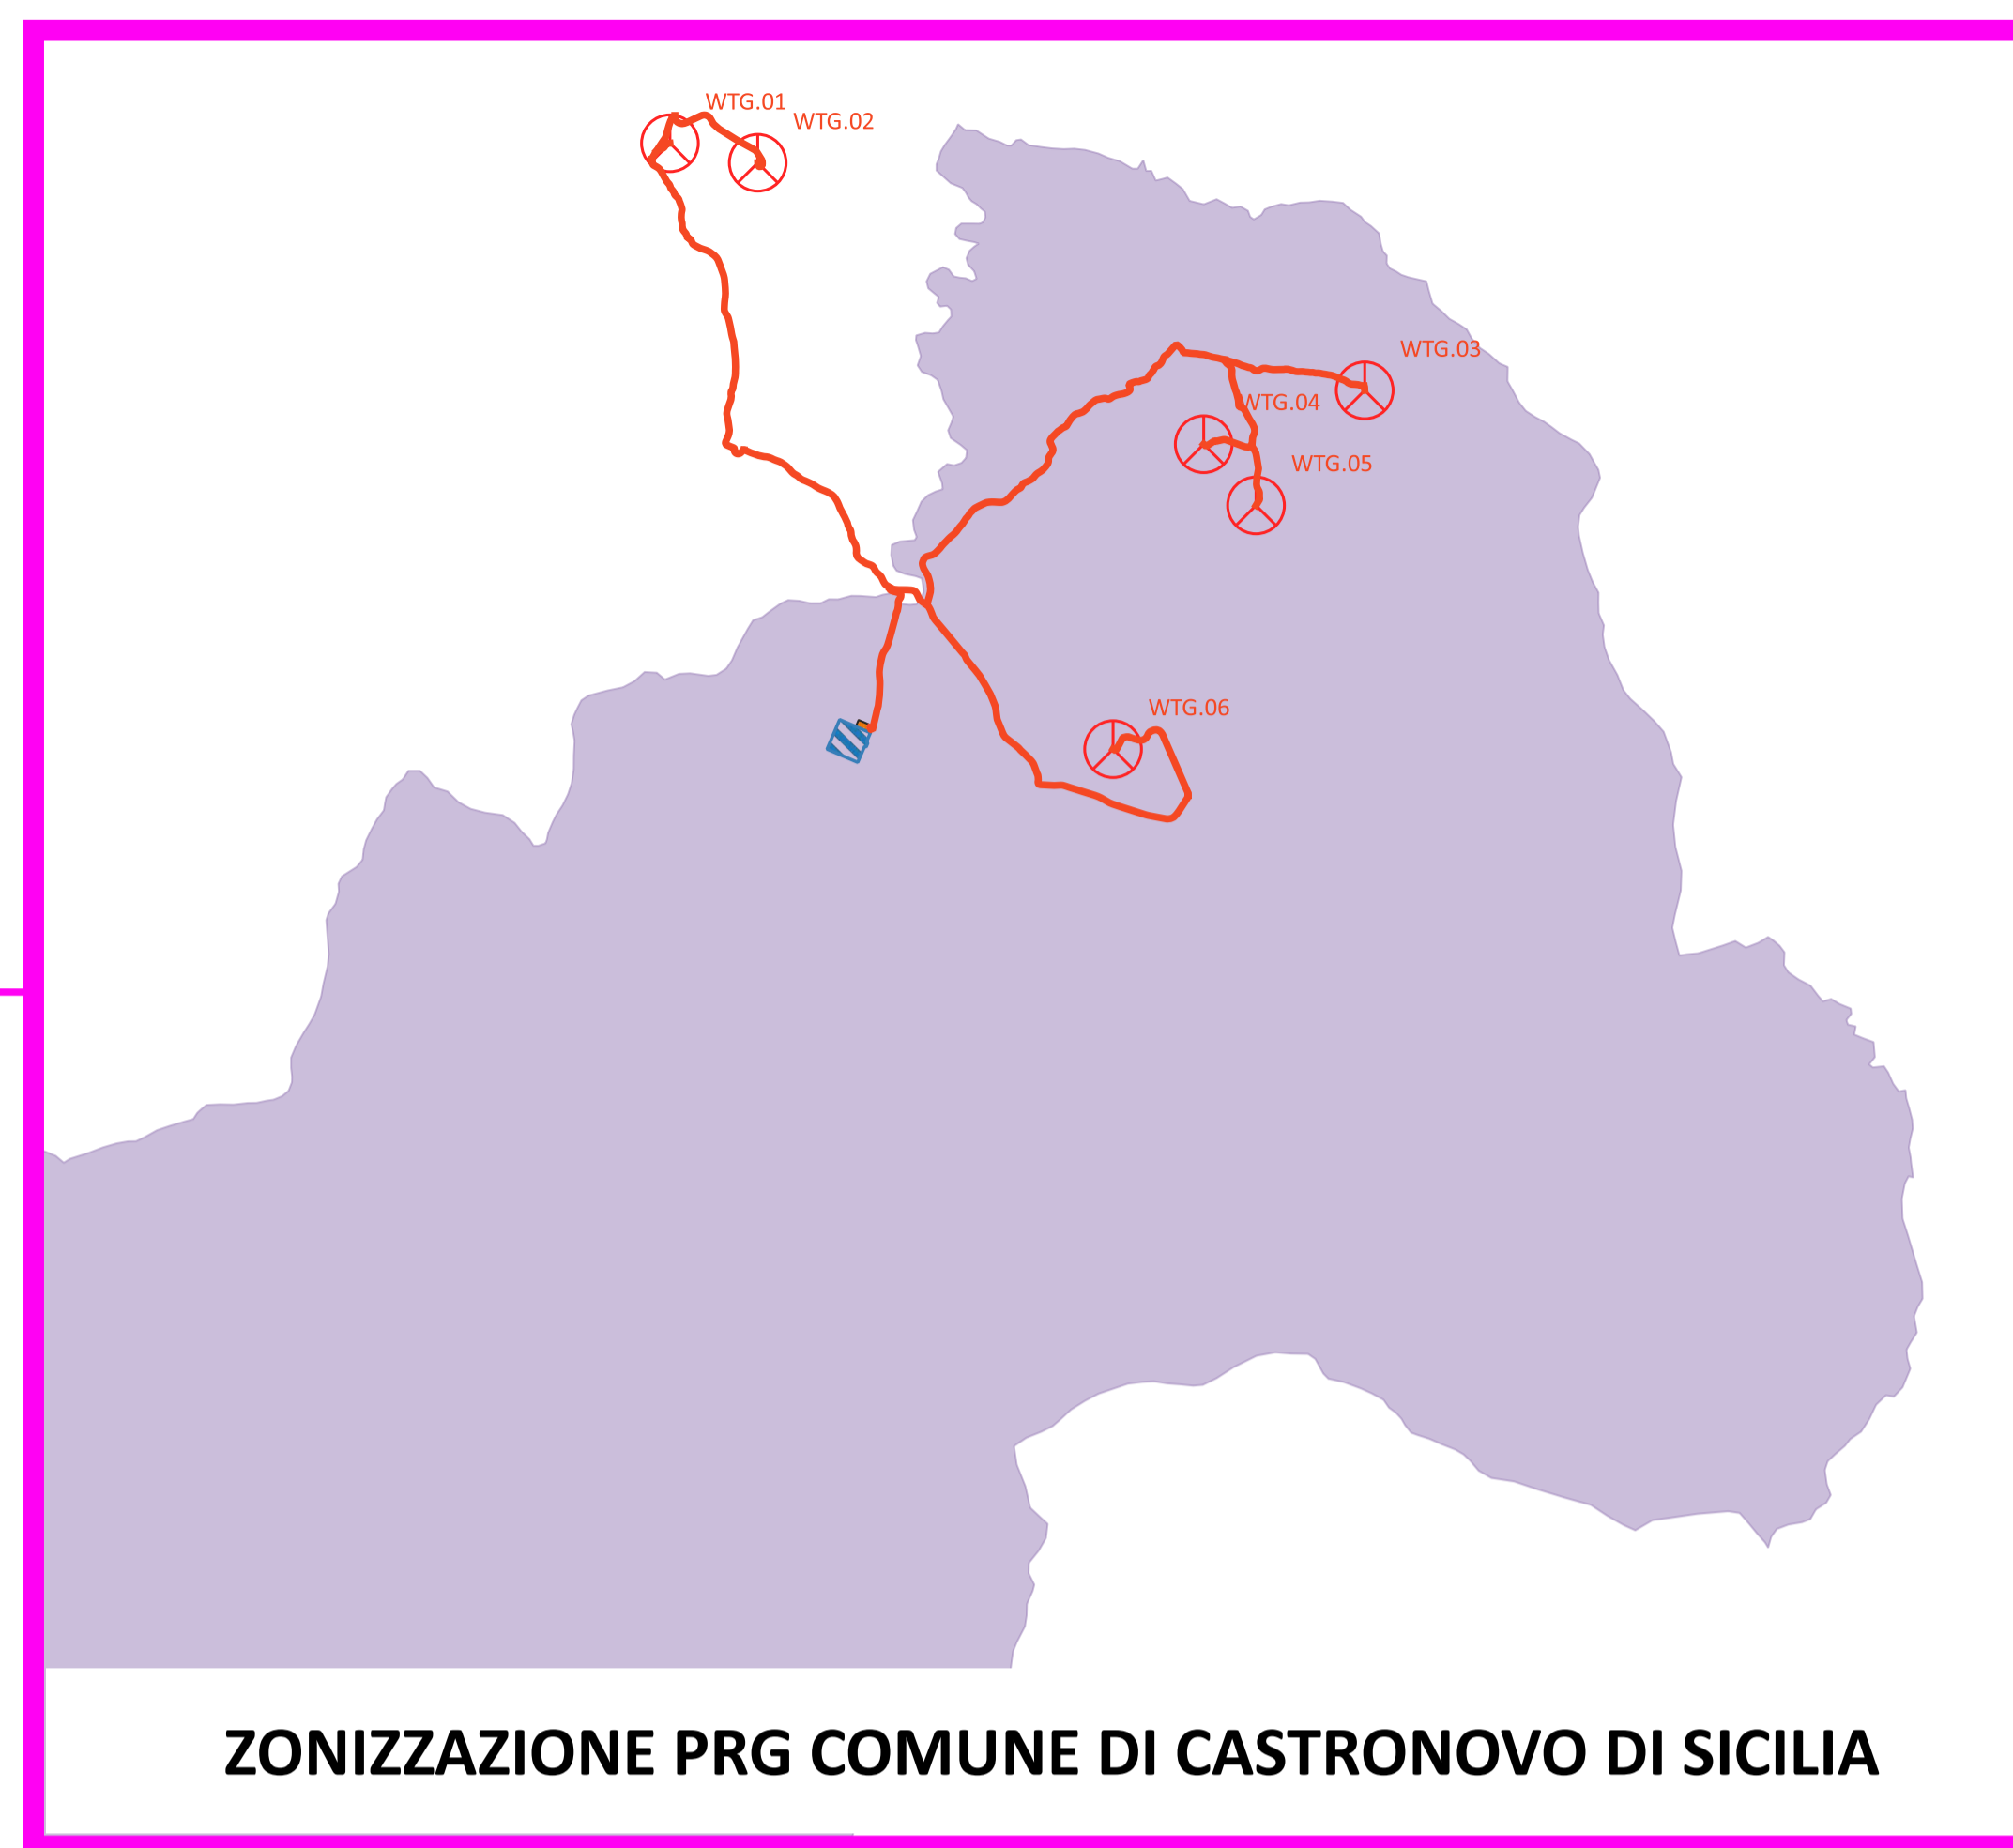 WTG.01
WTG.02
WTG.03
WTG.04
WTG.05
WTG.06
ZONIZZAZIONE PRG COMUNE DI CASTRONOVO DI SICILIA